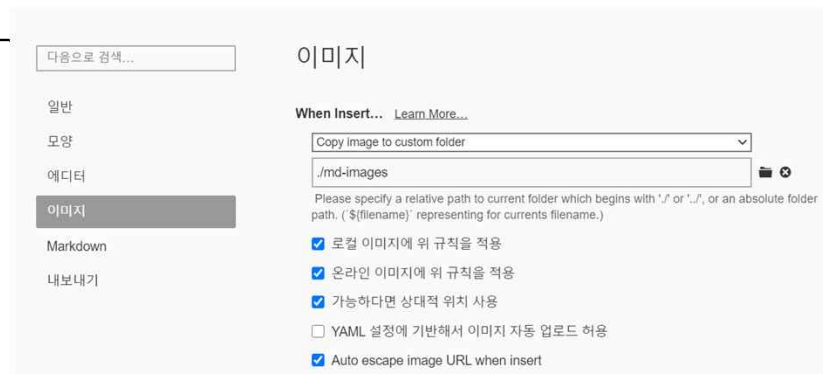 다음으로 검색...
일반
모양
에디터
이미지
Markdown
내보내기
이미지
When Insert... Learn More...
Copy image to custom folder
./md-images
Please specify a relative path to current folder which begins with './' or '../', or an absolute folder
path. (`${filename}` representing for currents filename.)
로컬 이미지에 위 규칙을 적용
온라인 이미지에 위 규칙을 적용
가능하다면 상대적 위치 사용
YAML 설정에 기반해서 이미지 자동 업로드 허용
Auto escape image URL when insert